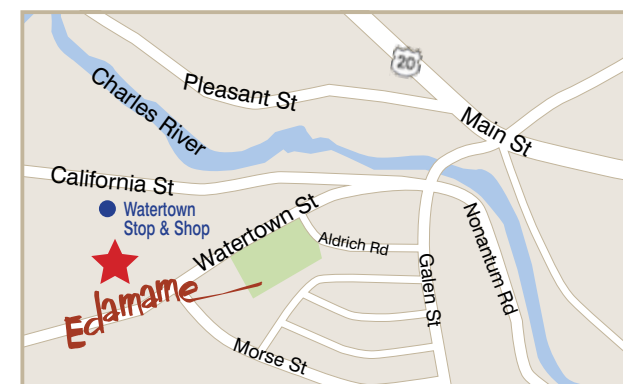 20
Pleasant St
Charles River
Main St
California St
Watertown
Stop & Shop
Watertown St
Aldrich Rd
Nonantum Rd
Galen St
Edamame
Morse St